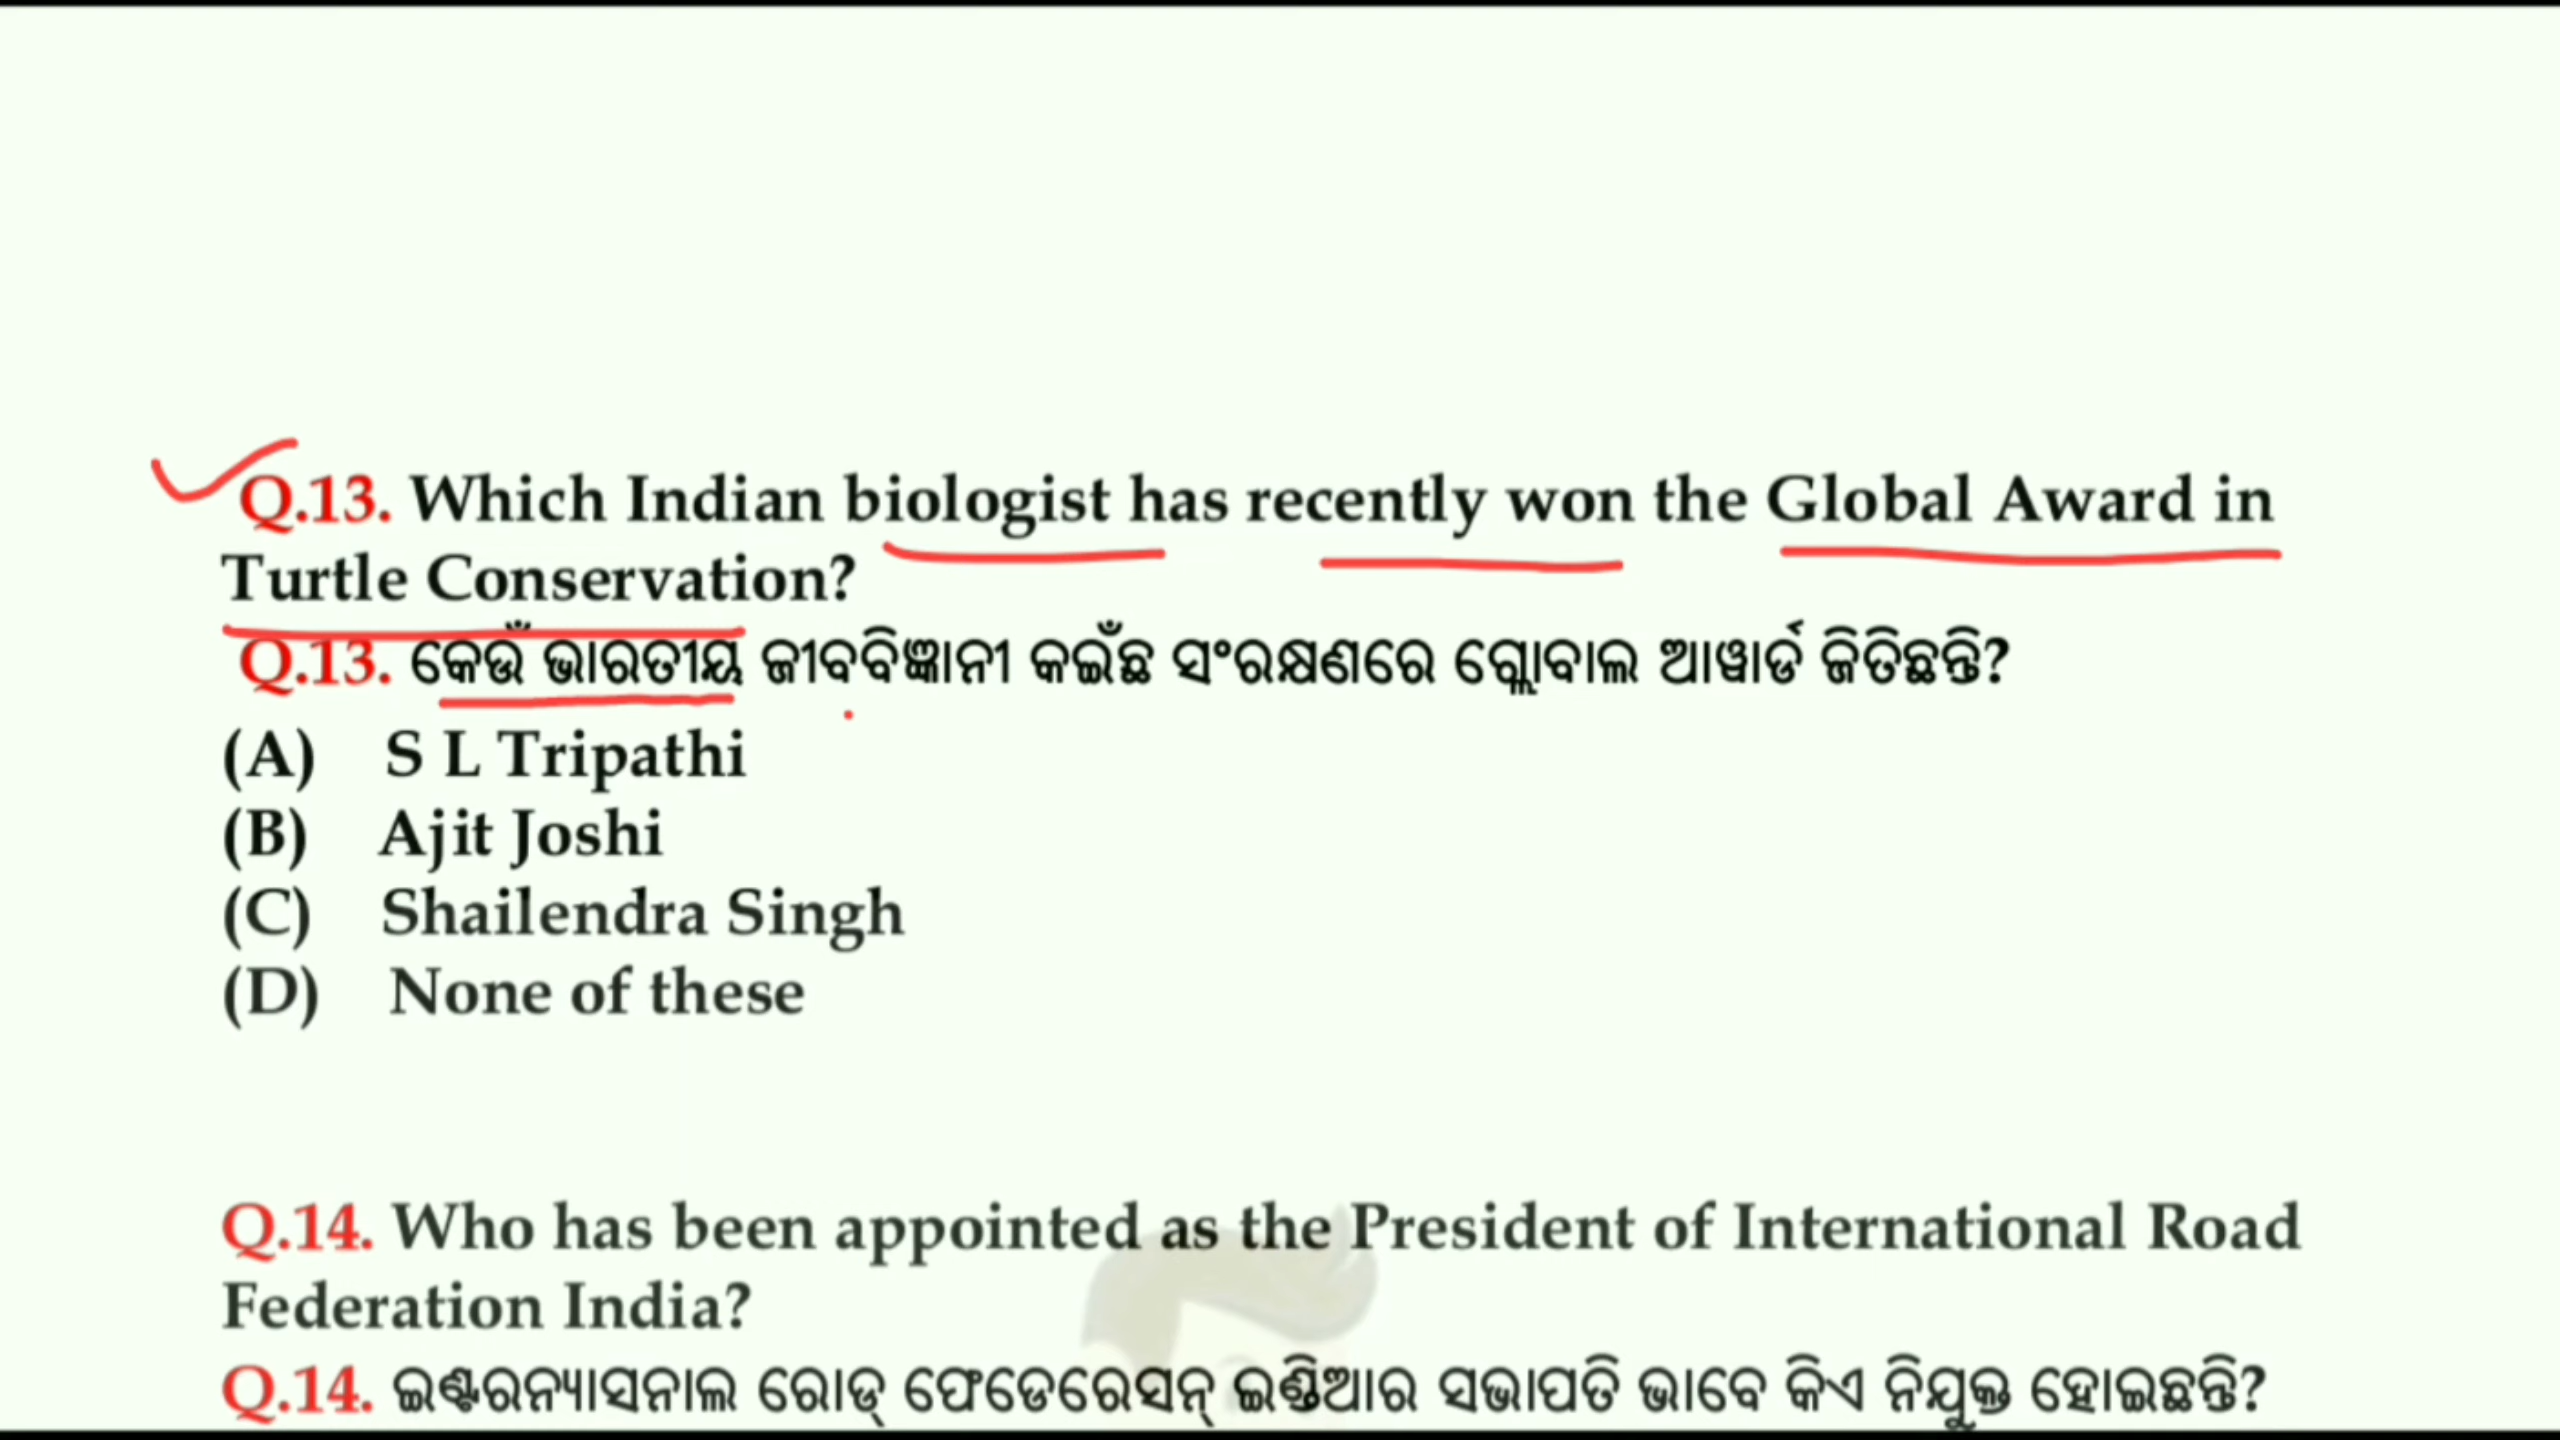 Q.13. Which Indian biologist has recently won the Global Award in
Turtle Conservation?
Q.13. କେଉଁ ଭାରତୀୟ ଜୀବବିଜ୍ଞାନୀ କଇଁଛ ସଂରକ୍ଷଣରେ ଗ୍ଲୋବାଲ ଆୱାର୍ଡ ଜିତିଛନ୍ତି?
(A) S L Tripathi
(B) Ajit Joshi
(C) Shailendra Singh
(D) None of these
Q.14. Who has been appointed as the President of International Road
Federation India?
Q.14. ଇଣ୍ଟରନ୍ୟାସନାଲ ରୋଡ୍ ଫେଡେରେସନ୍ ଇଣ୍ଡିଆର ସଭାପତି ଭାବେ କିଏ ନିଯୁକ୍ତ ହୋଇଛନ୍ତି?